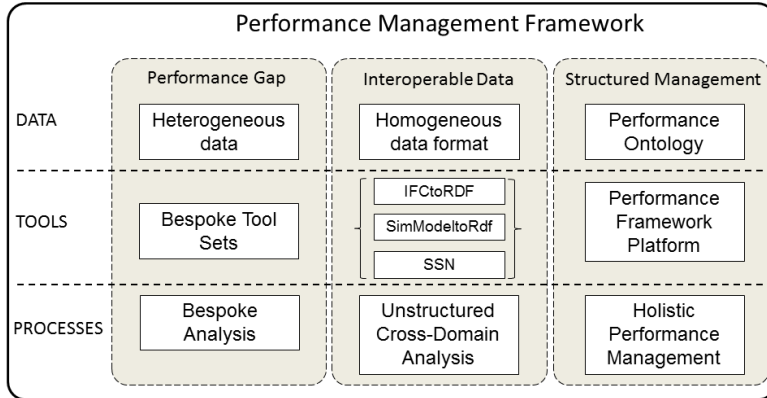 Performance Management Framework
Performance Gap
Interoperable Data
Structured Management
DATA
Heterogeneous
data
Homogeneous
data format
Performance
Ontology
TOOLS
Bespoke Tool
Sets
IFCtoRDF
SimModeltoRdf
SSN
Performance
Framework
Platform
PROCESSES
Bespoke
Analysis
Unstructured
Cross-Domain
Analysis
Holistic
Performance
Management